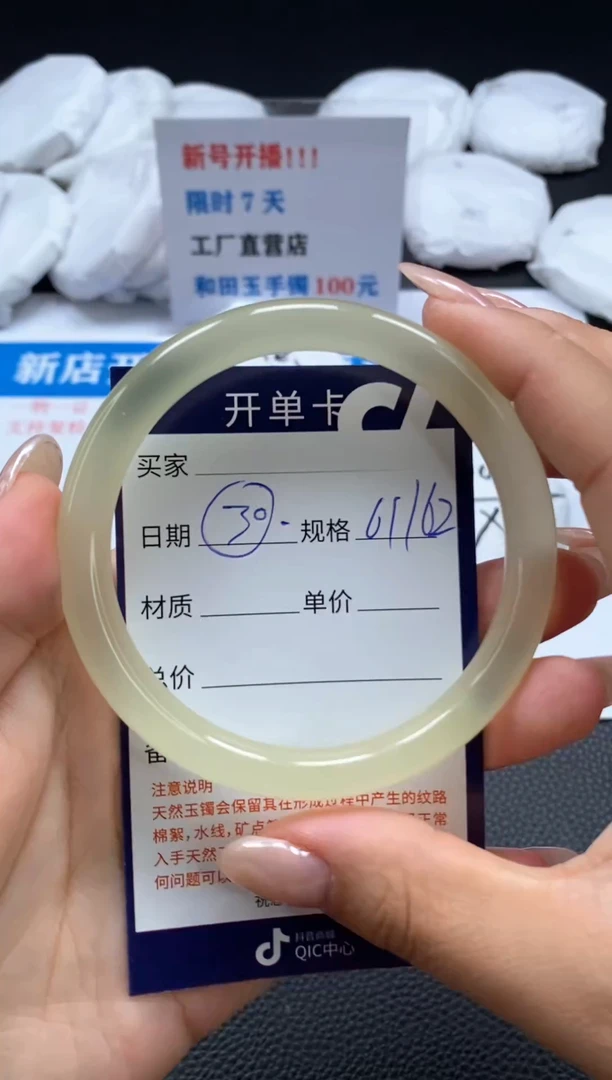 新号开播!!!
限时7天
工厂直营店
和田玉手镯100元
新店开
开单卡
买家
日期 30. 规格 61/62
材质 单价
总价
备
注意说明
天然玉镯会保留其在形成过程中产生的纹路
棉絮,水线,矿点
入手天然
何问题可以
抖音电商
QIC中心